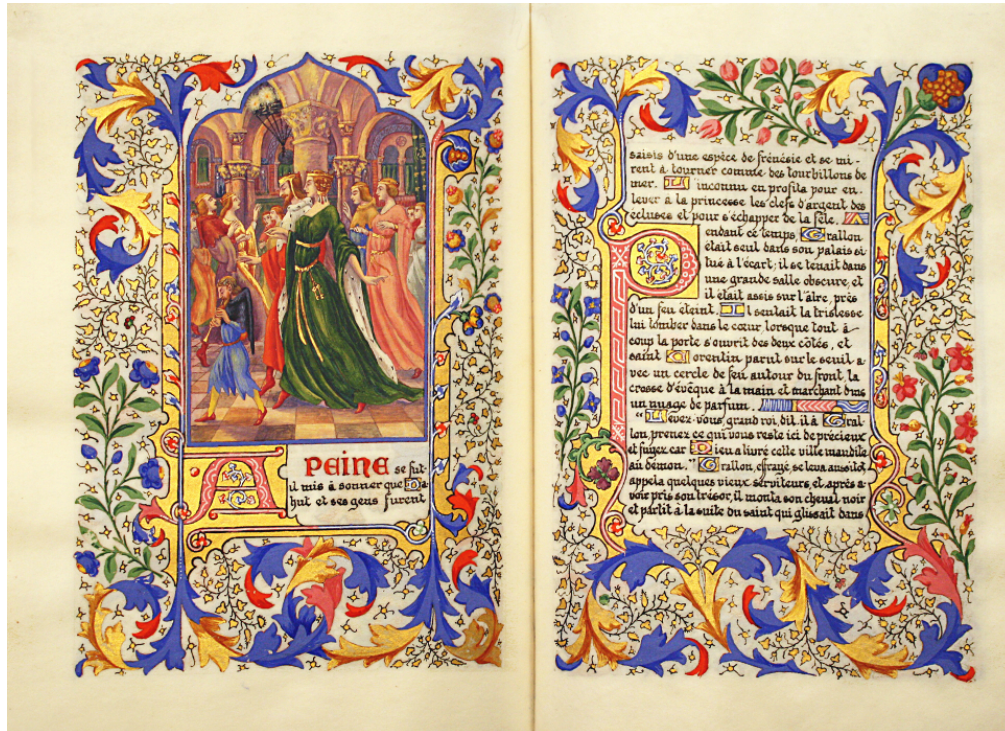 A PEINE se fut-
il mis à sonner que Da-
hut et ses gens furent
saisis d'une espèce de frénésie et se mi-
rent à tourner comme des tourbillons de
mer. L'inconnu en profita pour en-
lever à la princesse les clefs d'argent des
écluses et pour s'échapper de la fête.
Pendant ce temps, Grallon
était seul dans son palais si
tué à l'écart; il se tenait dans
une grande salle obscure, et
il était assis sur l'âtre, près
d'un feu éteint. Il sentait la tristesse
lui tomber dans le cœur lorsque tout à
coup la porte s'ouvrit des deux côtés, et
saint Corentin parut sur le seuil a-
vec un cercle de feu autour du front, la
crosse d'évêque à la main et marchant dans
un nuage de parfum.
"Levez-vous, grand roi, dit-il à Gral-
lon, prenez ce qui vous reste ici de précieux
et fuyez car Dieu a livré cette ville maudite
au démon." Grallon, effrayé, se leva aussitôt,
appela quelques vieux serviteurs, et après a-
voir pris son trésor, il monta son cheval noir
et partit à la suite du saint qui glissait dans